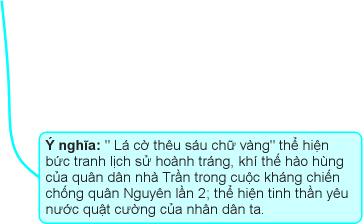 Ý nghĩa: " Lá cờ thêu sáu chữ vàng" thể hiện
bức tranh lịch sử hoành tráng, khí thế hào hùng
của quân dân nhà Trần trong cuộc kháng chiến
chống quân Nguyên lần 2; thể hiện tinh thần yêu
nước quật cường của nhân dân ta.